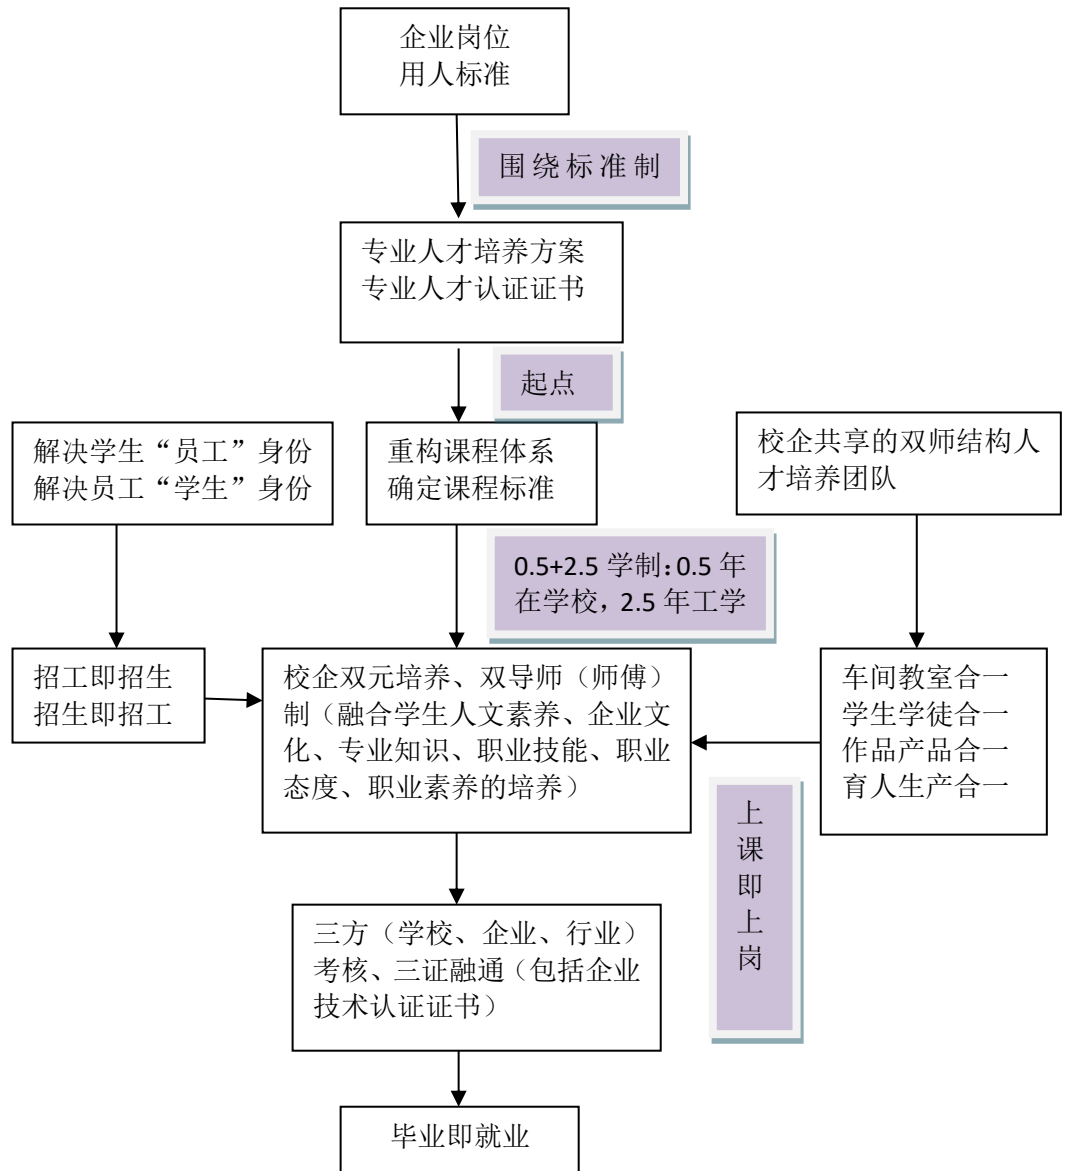 企业岗位
用人标准
围绕标准制
专业人才培养方案
专业人才认证证书
起点
解决学生“员工”身份
解决员工“学生”身份
重构课程体系
确定课程标准
校企共享的双师结构人
才培养团队
0.5+2.5 学制：0.5 年
在学校，2.5 年工学
招工即招生
招生即招工
校企双元培养、双导师（师傅）
制（融合学生人文素养、企业文
化、专业知识、职业技能、职业
态度、职业素养的培养）
车间教室合一
学生学徒合一
作品产品合一
育人生产合一
上
课
即
上
岗
三方（学校、企业、行业）
考核、三证融通（包括企业
技术认证证书）
毕业即就业